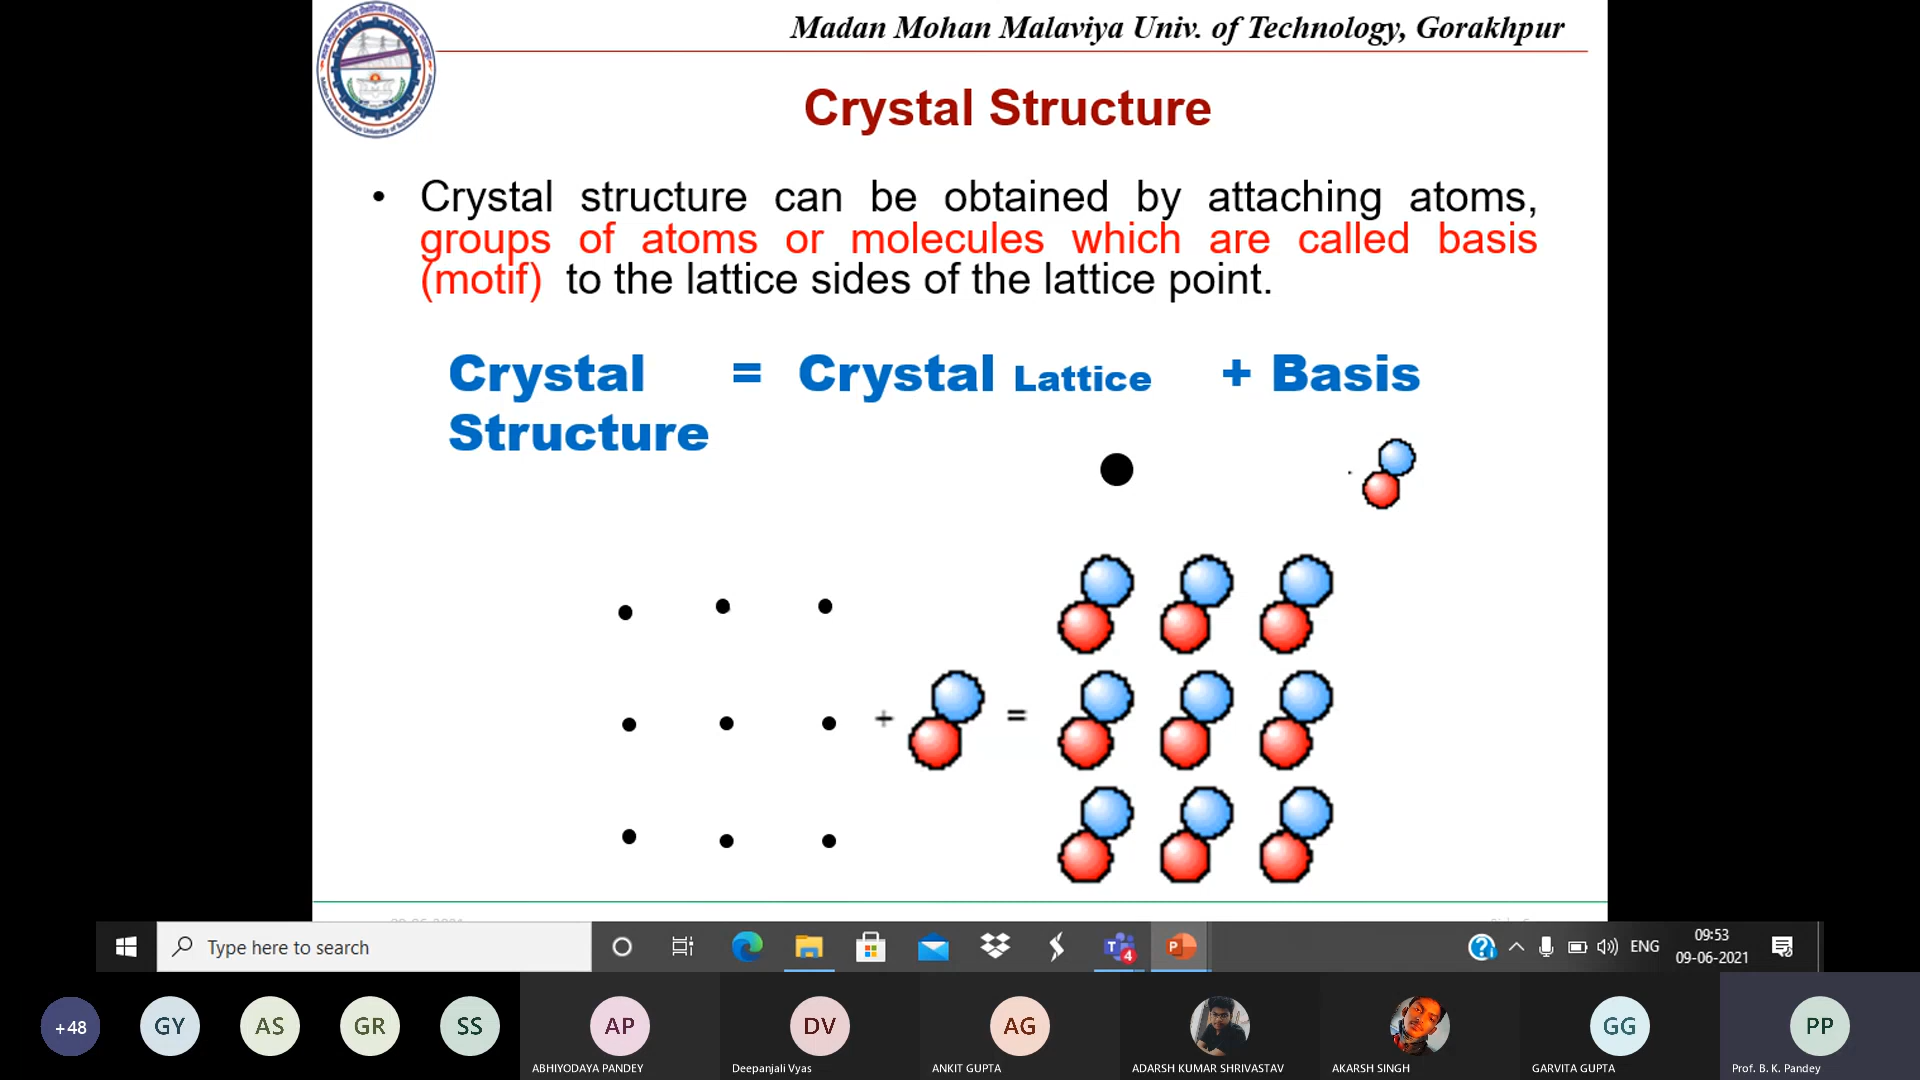 Madan Mohan Malaviya Univ. of Technology, Gorakhpur
Crystal Structure
• Crystal structure can be obtained by attaching atoms,
groups of atoms or molecules which are called basis
(motif) to the lattice sides of the lattice point.
Crystal = Crystal Lattice + Basis
Structure
+ =
Type here to search
T 4
P
ENG
09:53
09-06-2021
+48
GY
AS
GR
SS
AP
DV
AG
GG
PP
ABHIYODAYA PANDEY
Deepanjali Vyas
ANKIT GUPTA
ADARSH KUMAR SHRIVASTAV
AKARSH SINGH
GARVITA GUPTA
Prof. B. K. Pandey